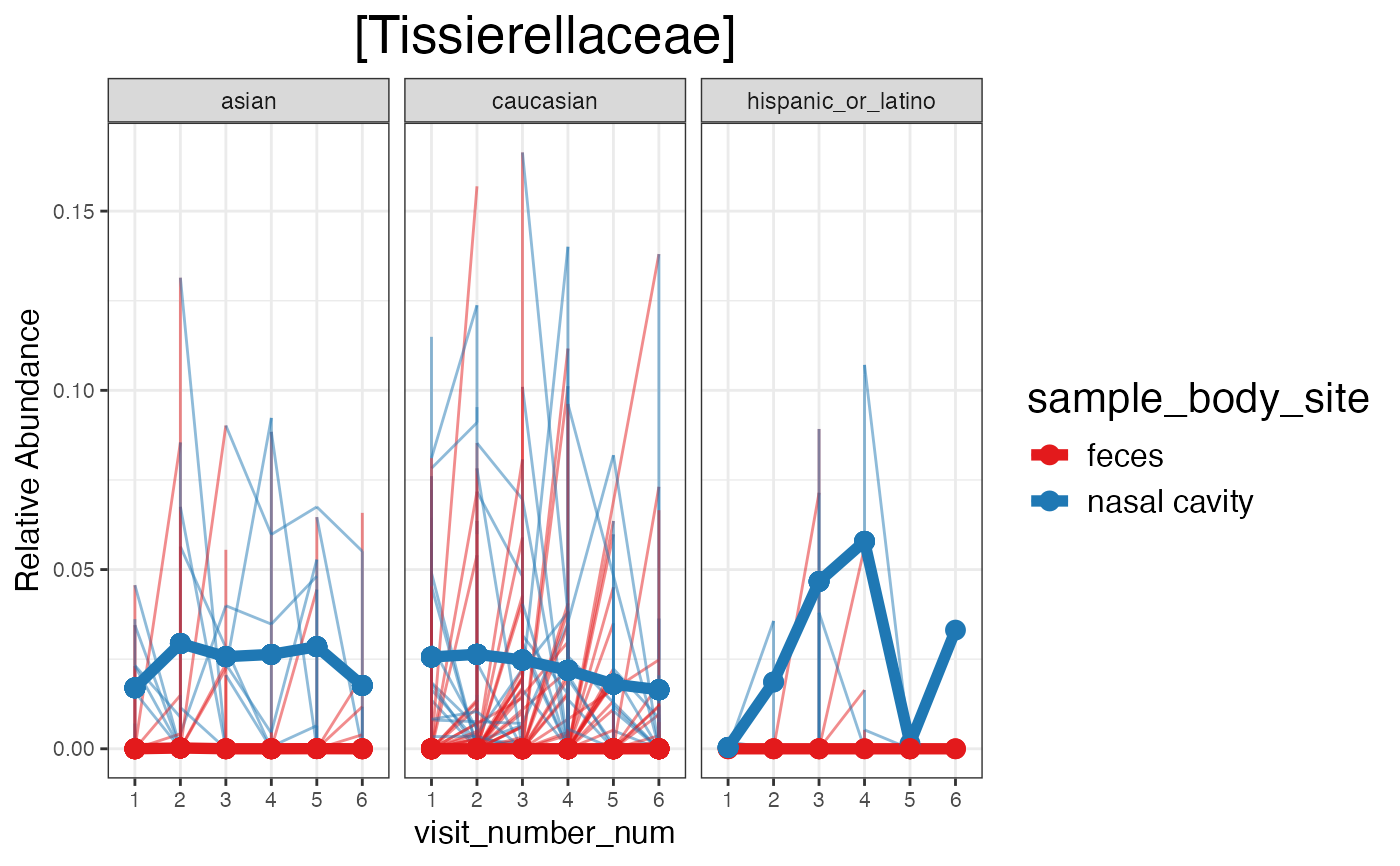 [Tissierellaceae]
asian
caucasian
hispanic_or_latino
Relative Abundance
0.15
0.10
0.05
0.00
1 2 3 4 5 6
1 2 3 4 5 6
1 2 3 4 5 6
visit_number_num
sample_body_site
feces
nasal cavity